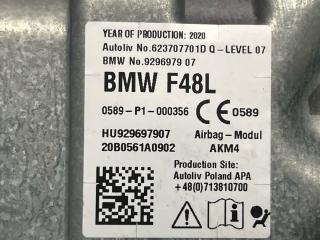 YEAR OF PRODUCTION: 2020
Autoliv No.623707701D Q-LEVEL 07
BMW No.9296979 07
BMW F48L
0589-P1-000356 CE 0589
HU929697907 Airbag-Modul
20B0561A0902 AKM4
Production Site:
Autoliv Poland APA
+48(0)713810700